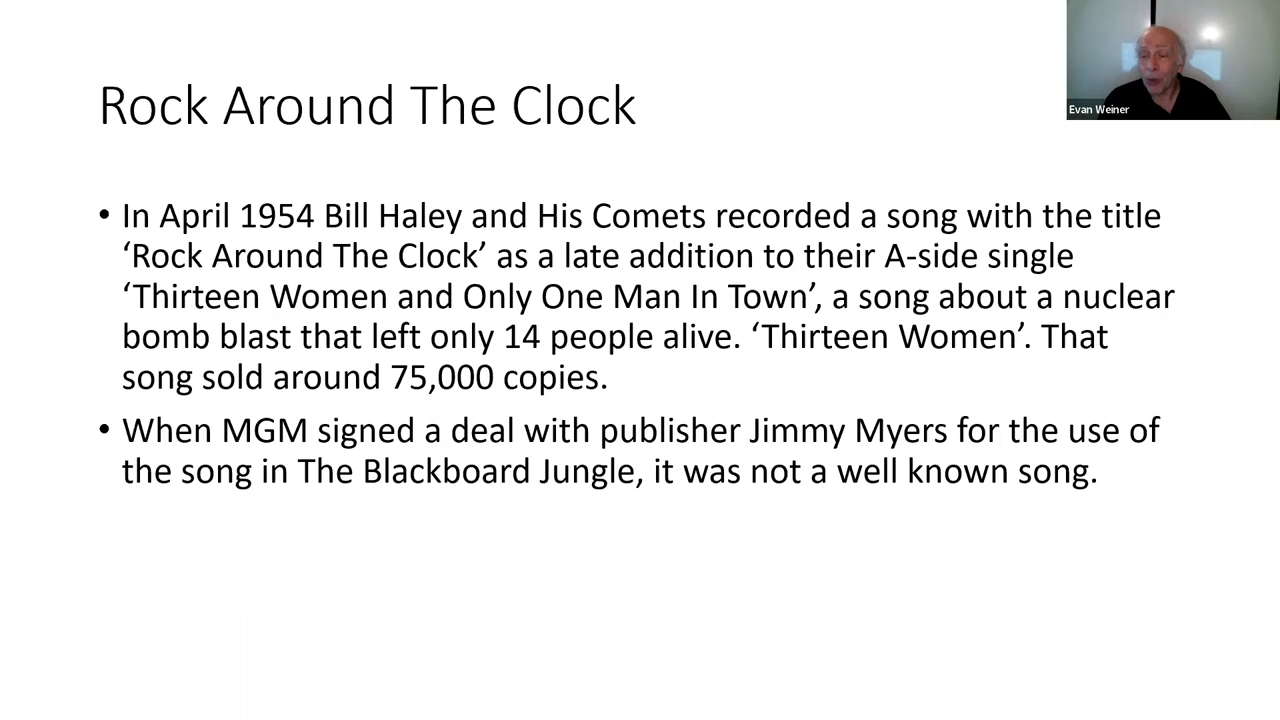 Rock Around The Clock
Evan Weiner
• In April 1954 Bill Haley and His Comets recorded a song with the title
‘Rock Around The Clock’ as a late addition to their A-side single
‘Thirteen Women and Only One Man In Town’, a song about a nuclear
bomb blast that left only 14 people alive. ‘Thirteen Women’. That
song sold around 75,000 copies.
• When MGM signed a deal with publisher Jimmy Myers for the use of
the song in The Blackboard Jungle, it was not a well known song.